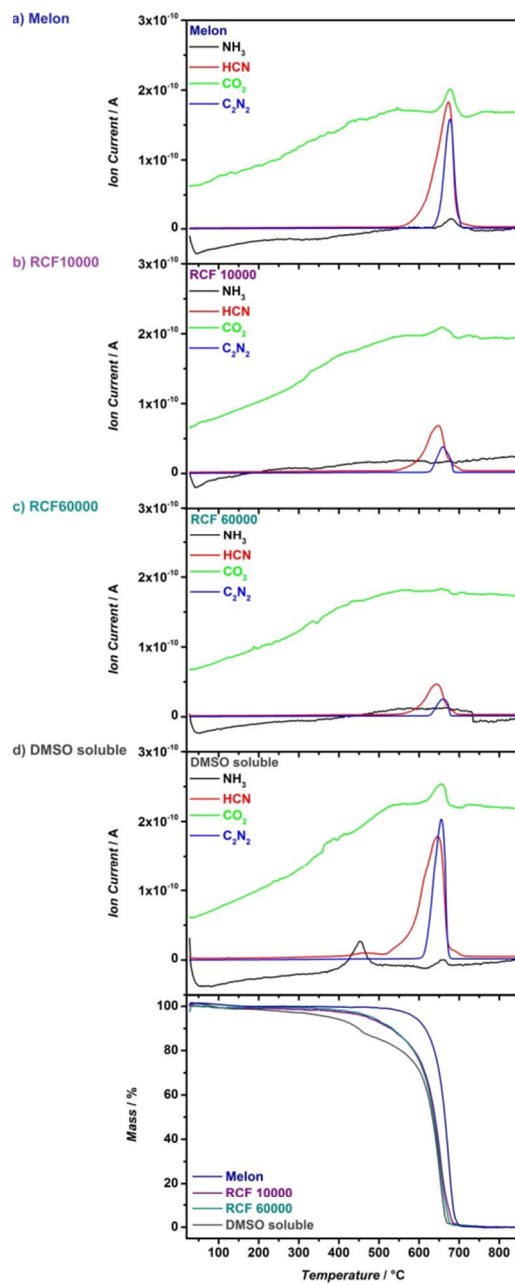 a) Melon
3x10⁻¹⁰
2x10⁻¹⁰
1x10⁻¹⁰
0
Ion Current / A
Melon
NH₃
HCN
CO₂
C₂N₂
b) RCF10000
3x10⁻¹⁰
2x10⁻¹⁰
1x10⁻¹⁰
0
Ion Current / A
RCF 10000
NH₃
HCN
CO₂
C₂N₂
c) RCF60000
3x10⁻¹⁰
2x10⁻¹⁰
1x10⁻¹⁰
0
Ion Current / A
RCF 60000
NH₃
HCN
CO₂
C₂N₂
d) DMSO soluble
3x10⁻¹⁰
2x10⁻¹⁰
1x10⁻¹⁰
0
Ion Current / A
DMSO soluble
NH₃
HCN
CO₂
C₂N₂
100
80
60
40
20
0
Mass / %
Melon
RCF 10000
RCF 60000
DMSO soluble
100 200 300 400 500 600 700 800
Temperature / °C